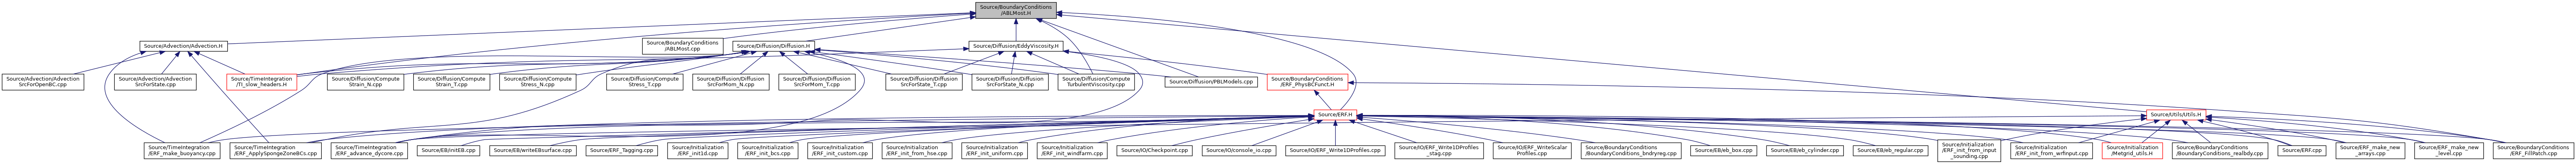 Source/BoundaryConditions
/ABLMost.H
Source/Advection/Advection.H
Source/BoundaryConditions
/ABLMost.cpp
Source/Diffusion/Diffusion.H
Source/Diffusion/EddyViscosity.H
Source/Advection/Advection
SrcForOpenBC.cpp
Source/Advection/Advection
SrcForState.cpp
Source/TimeIntegration
/TI_slow_headers.H
Source/Diffusion/Compute
Strain_N.cpp
Source/Diffusion/Compute
Strain_T.cpp
Source/Diffusion/Compute
Stress_N.cpp
Source/Diffusion/Compute
Stress_T.cpp
Source/Diffusion/Diffusion
SrcForMom_N.cpp
Source/Diffusion/Diffusion
SrcForMom_T.cpp
Source/Diffusion/Diffusion
SrcForState_T.cpp
Source/Diffusion/Diffusion
SrcForState_N.cpp
Source/Diffusion/Compute
TurbulentViscosity.cpp
Source/Diffusion/PBLModels.cpp
Source/BoundaryConditions
/ERF_PhysBCFunct.H
Source/ERF.H
Source/Utils/Utils.H
Source/TimeIntegration
/ERF_make_buoyancy.cpp
Source/TimeIntegration
/ERF_ApplySpongeZoneBCs.cpp
Source/TimeIntegration
/ERF_advance_dycore.cpp
Source/EB/initEB.cpp
Source/EB/writeEBsurface.cpp
Source/ERF_Tagging.cpp
Source/Initialization
/ERF_init1d.cpp
Source/Initialization
/ERF_init_bcs.cpp
Source/Initialization
/ERF_init_custom.cpp
Source/Initialization
/ERF_init_from_hse.cpp
Source/Initialization
/ERF_init_uniform.cpp
Source/Initialization
/ERF_init_windfarm.cpp
Source/IO/Checkpoint.cpp
Source/IO/console_io.cpp
Source/IO/ERF_Write1DProfiles.cpp
Source/IO/ERF_Write1DProfiles
_stag.cpp
Source/IO/ERF_WriteScalar
Profiles.cpp
Source/BoundaryConditions
/BoundaryConditions_bndryreg.cpp
Source/EB/eb_box.cpp
Source/EB/eb_cylinder.cpp
Source/EB/eb_regular.cpp
Source/Initialization
/ERF_init_from_input
_sounding.cpp
Source/Initialization
/ERF_init_from_wrfinput.cpp
Source/Initialization
/Metgrid_utils.H
Source/BoundaryConditions
/BoundaryConditions_realbdy.cpp
Source/ERF.cpp
Source/ERF_make_new
_arrays.cpp
Source/ERF_make_new
_level.cpp
Source/BoundaryConditions
/ERF_FillPatch.cpp